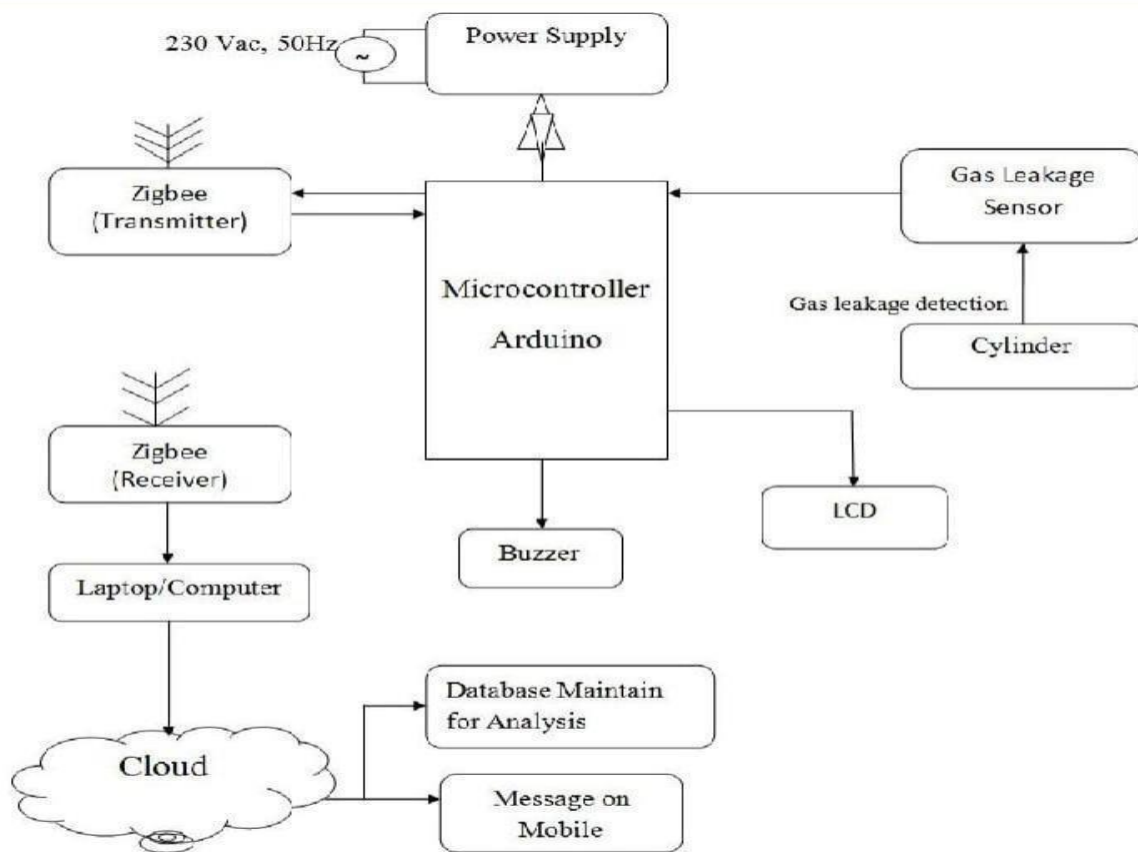 230 Vac, 50Hz
~
Power Supply
Zigbee
(Transmitter)
Gas Leakage
Sensor
Microcontroller
Arduino
Gas leakage detection
Cylinder
Zigbee
(Receiver)
LCD
Buzzer
Laptop/Computer
Database Maintain
for Analysis
Cloud
Message on
Mobile